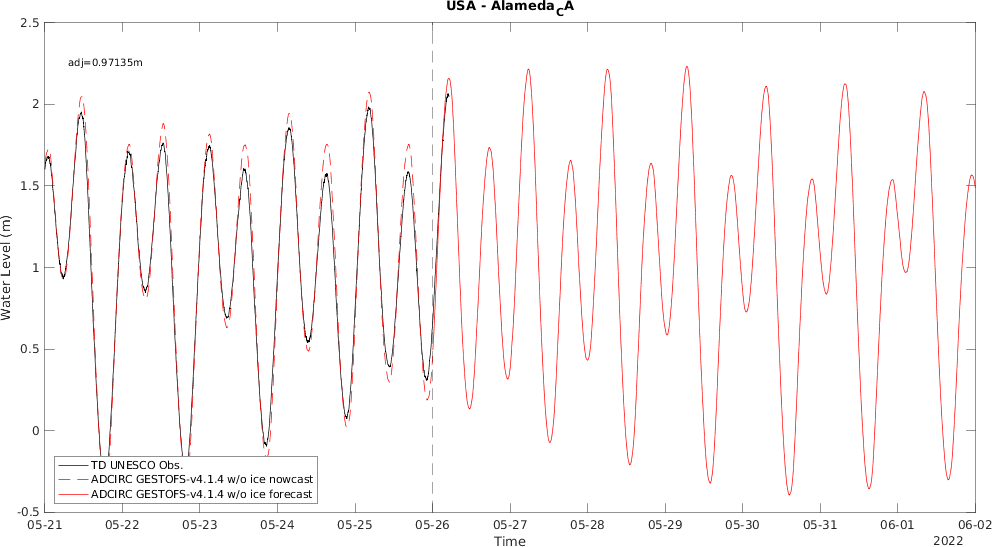 USA - Alameda_CA
adj=0.97135m
2.5
2
1.5
1
0.5
0
-0.5
Water Level (m)
TD UNESCO Obs.
ADCIRC GESTOFS-v4.1.4 w/o ice nowcast
ADCIRC GESTOFS-v4.1.4 w/o ice forecast
05-21 05-22 05-23 05-24 05-25 05-26 05-27 05-28 05-29 05-30 05-31 06-01 06-02
Time
2022